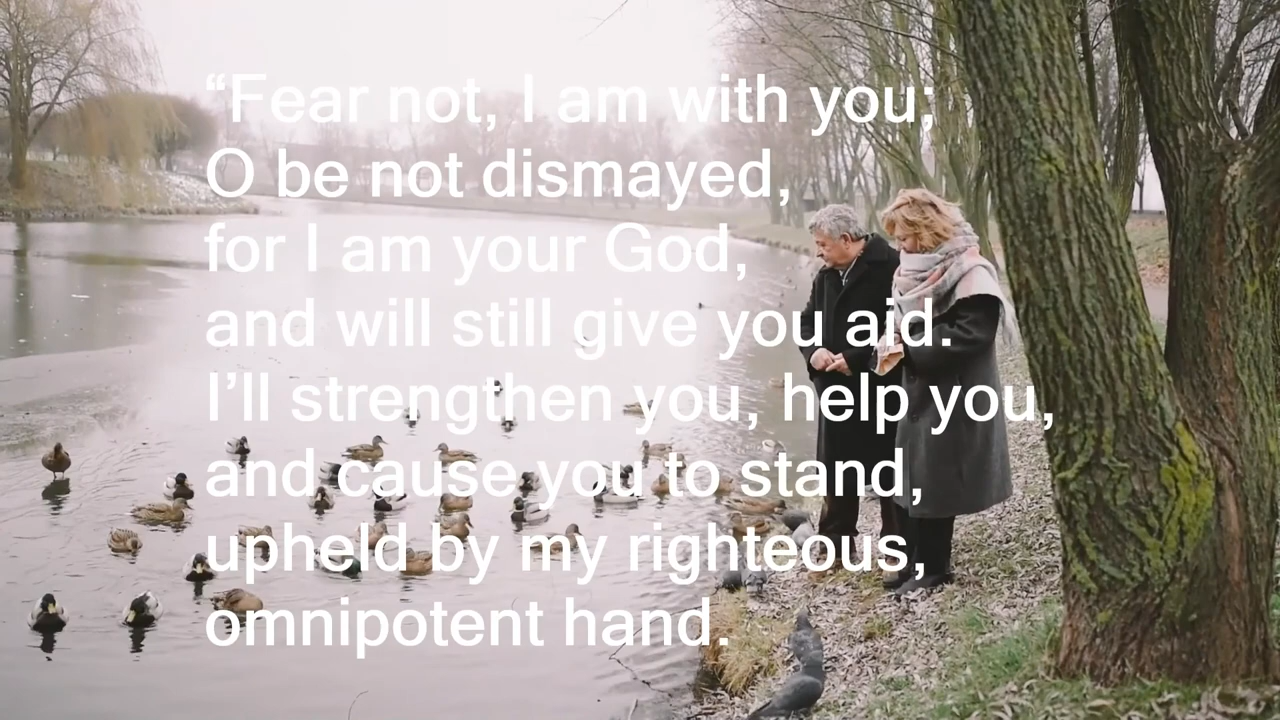 “Fear not, I am with you;
O be not dismayed,
for I am your God,
and will still give you aid.
I’ll strengthen you, help you,
and cause you to stand,
upheld by my righteous,
omnipotent hand.